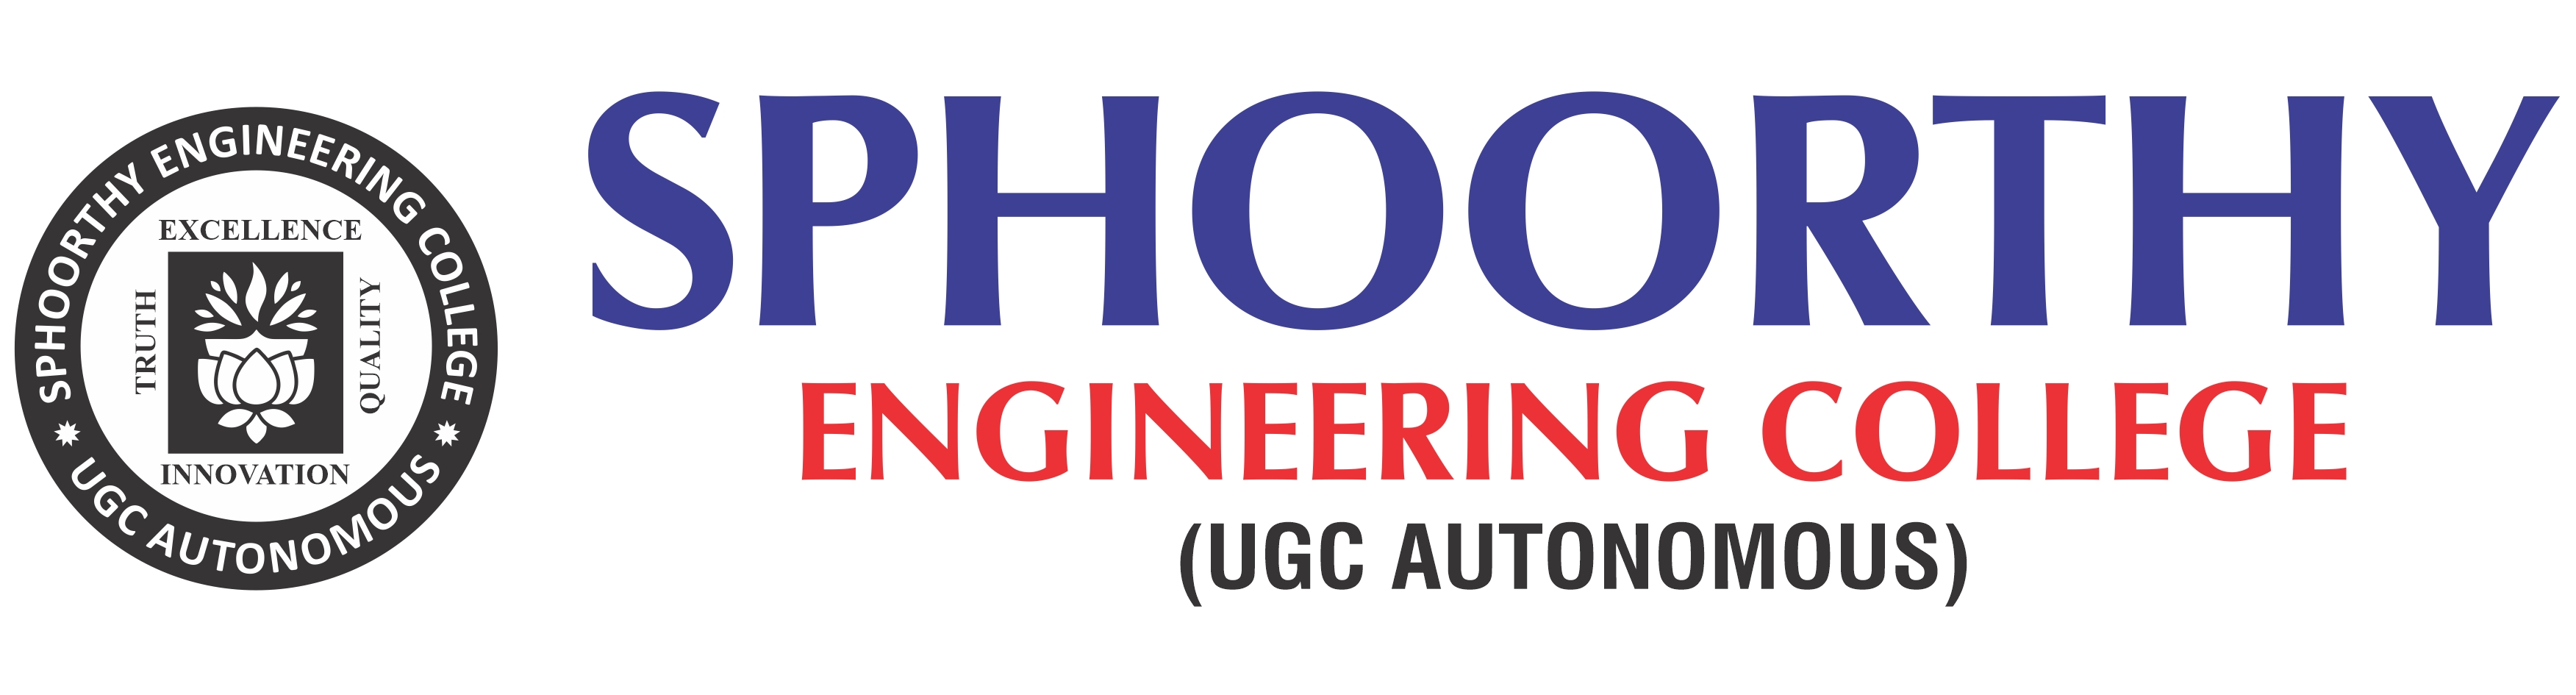 SPHOORTHY ENGINEERING COLLEGE
EXCELLENCE
TRUTH
QUALITY
INNOVATION
UGC AUTONOMOUS
SPHOORTHY
ENGINEERING COLLEGE
(UGC AUTONOMOUS)